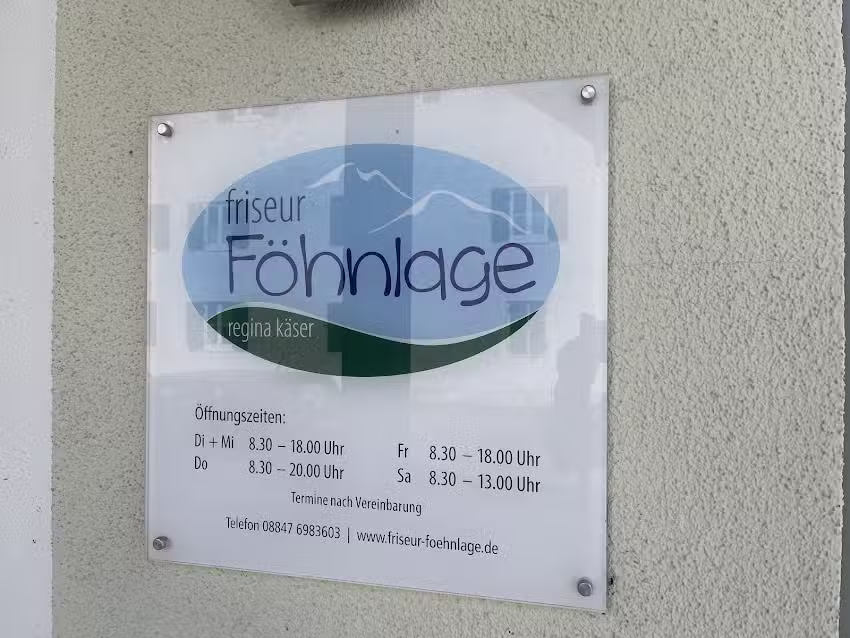 friseur
Föhnlage
regina käser
Öffnungszeiten:
Di + Mi 8.30 – 18.00 Uhr
Do 8.30 – 20.00 Uhr
Fr 8.30 – 18.00 Uhr
Sa 8.30 – 13.00 Uhr
Termine nach Vereinbarung
Telefon 08847 6983603 | www.friseur-foehnlage.de